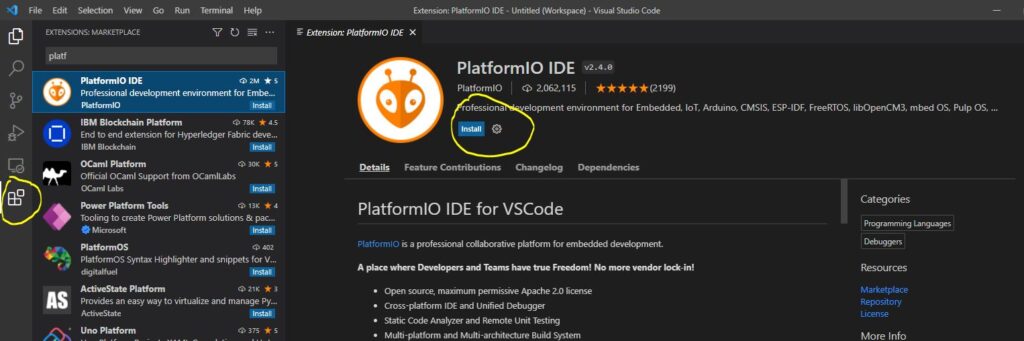 File Edit Selection View Go Run Terminal Help
Extension: PlatformIO IDE - Untitled (Workspace) - Visual Studio Code
EXTENSIONS: MARKETPLACE
platf
PlatformIO IDE 2M ★ 5
Professional development environment for Embe...
PlatformIO Install
IBM Blockchain Platform 78K ★ 4.5
End to end extension for Hyperledger Fabric deve...
IBM Blockchain Install
OCaml Platform 30K ★ 5
Official OCaml Support from OCamlLabs
OCaml Labs Install
Power Platform Tools 13K ★ 4
Tooling to create Power Platform solutions & pac...
Microsoft Install
PlatformOS 402
PlatformOS Syntax Highlighter and snippets for V...
digitalfuel Install
AS
ActiveState Platform 21K ★ 3
Provides an easy way to virtualize and manage Py...
ActiveState Install
Uno Platform 375 ★ 5
Extension: PlatformIO IDE
PlatformIO IDE v2.4.0
PlatformIO 2,062,115 ★★★★★(2199)
Professional development environment for Embedded, IoT, Arduino, CMSIS, ESP-IDF, FreeRTOS, libOpenCM3, mbed OS, Pulp OS, ...
Install
Details Feature Contributions Changelog Dependencies
PlatformIO IDE for VSCode
PlatformIO is a professional collaborative platform for embedded development.
A place where Developers and Teams have true Freedom! No more vendor lock-in!
• Open source, maximum permissive Apache 2.0 license
• Cross-platform IDE and Unified Debugger
• Static Code Analyzer and Remote Unit Testing
• Multi-platform and Multi-architecture Build System
Categories
Programming Languages
Debuggers
Resources
Marketplace
Repository
License
More Info